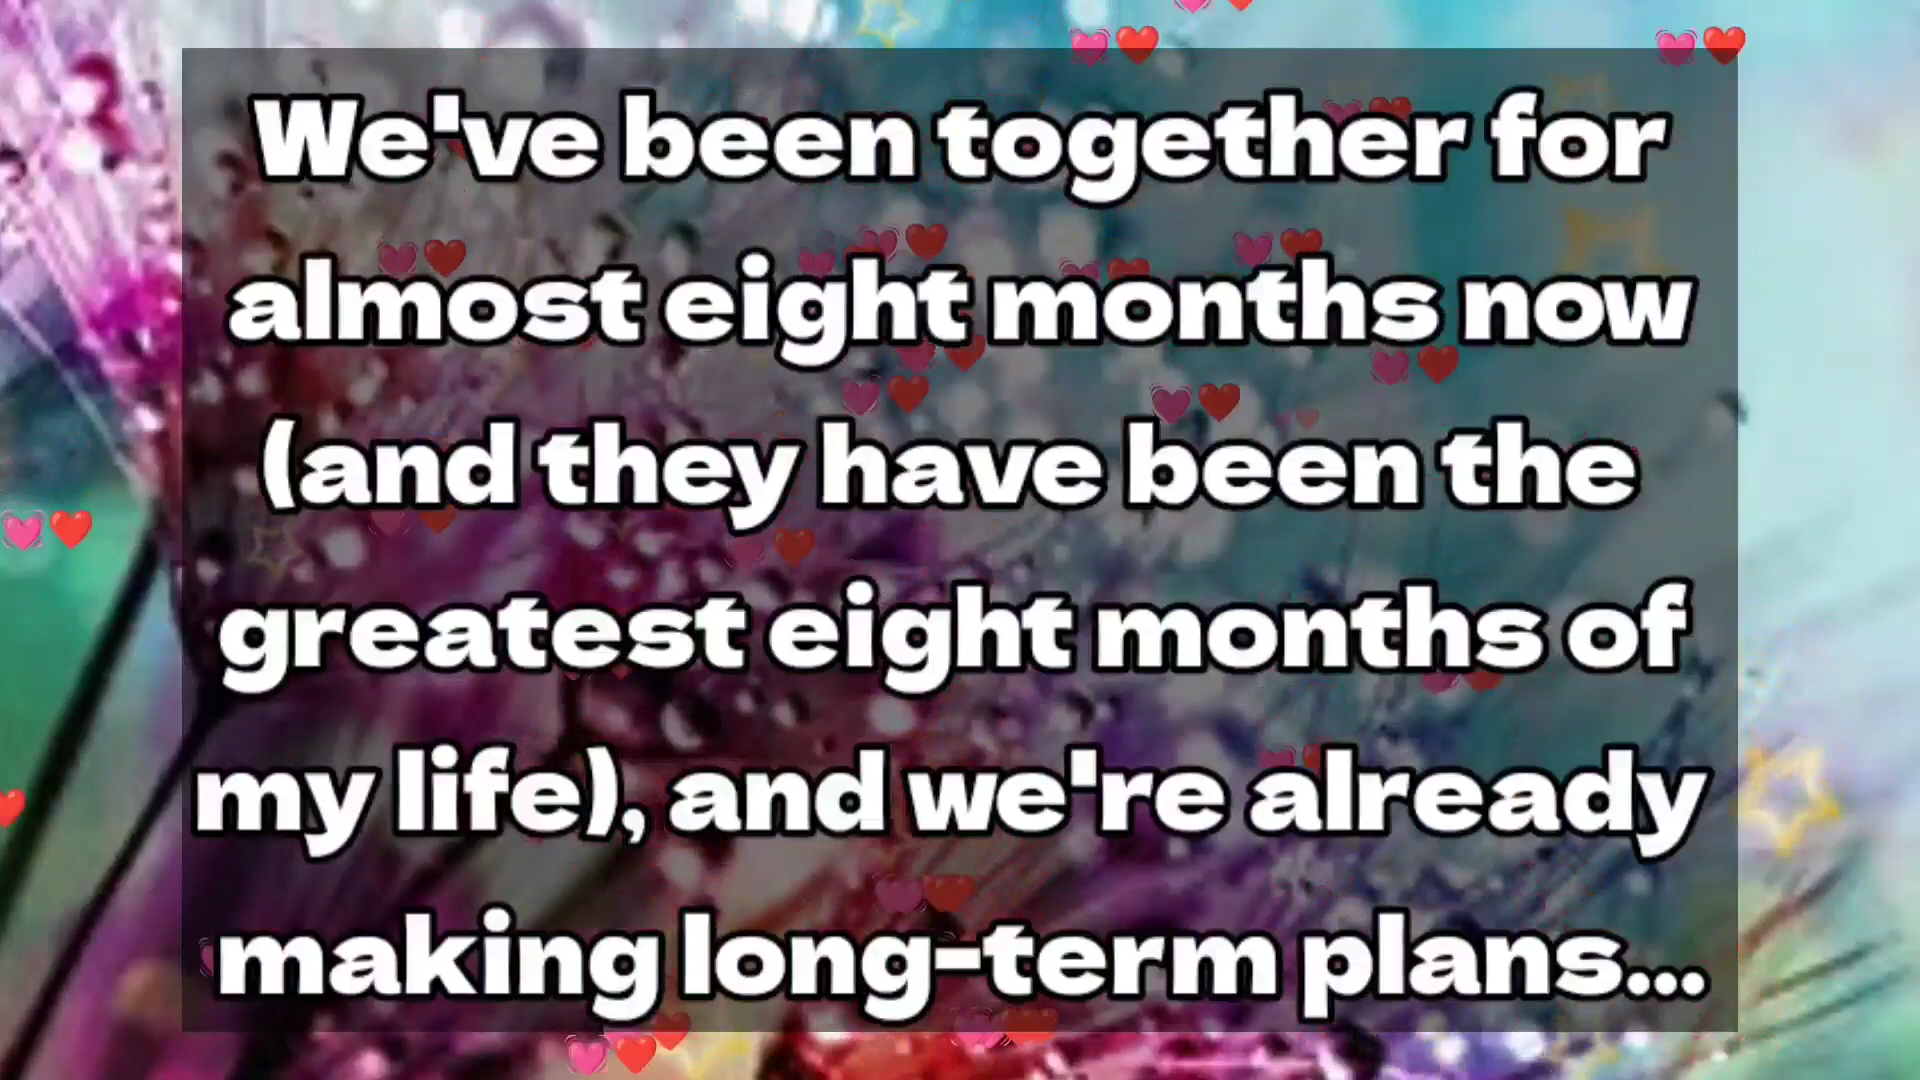 We've been together for
almost eight months now
(and they have been the
greatest eight months of
my life), and we're already
making long-term plans...